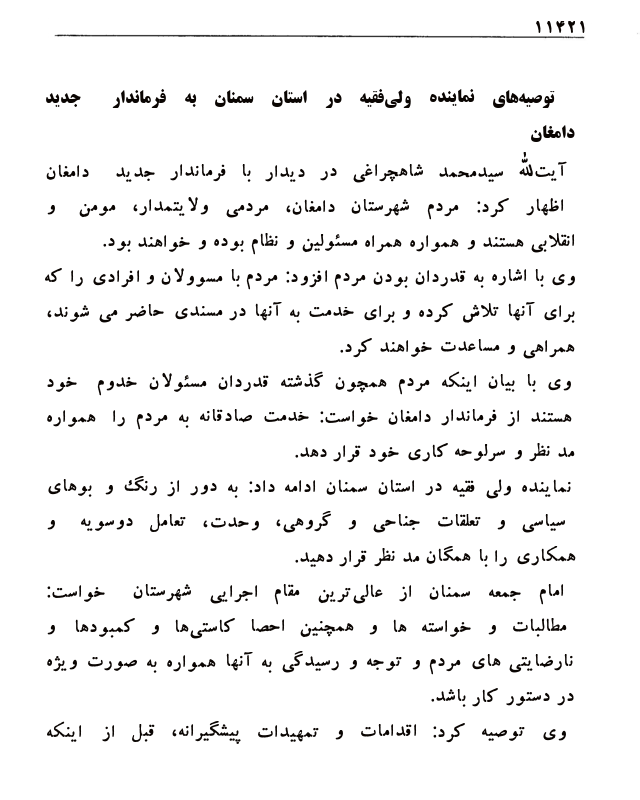 ۱۱۴۲۱
توصیه‌های نماینده ولی‌فقیه در استان سمنان به فرماندار جدید
دامغان
آیت‌الله سیدمحمد شاهچراغی در دیدار با فرماندار جدید دامغان
اظهار کرد: مردم شهرستان دامغان، مردمی ولایتمدار، مومن و
انقلابی هستند و همواره همراه مسئولین و نظام بوده و خواهند بود.
وی با اشاره به قدردان بودن مردم افزود: مردم با مسوولان و افرادی را که
برای آنها تلاش کرده و برای خدمت به آنها در مسندی حاضر می شوند،
همراهی و مساعدت خواهند کرد.
وی با بیان اینکه مردم همچون گذشته قدردان مسئولان خدوم خود
هستند از فرماندار دامغان خواست: خدمت صادقانه به مردم را همواره
مد نظر و سرلوحه کاری خود قرار دهد.
نماینده ولی فقیه در استان سمنان ادامه داد: به دور از رنگ و بوهای
سیاسی و تعلقات جناحی و گروهی، وحدت، تعامل دوسویه و
همکاری را با همگان مد نظر قرار دهید.
امام جمعه سمنان از عالی‌ترین مقام اجرایی شهرستان خواست:
مطالبات و خواسته ها و همچنین احصا کاستی‌ها و کمبودها و
نارضایتی های مردم و توجه و رسیدگی به آنها همواره به صورت ویژه
در دستور کار باشد.
وی توصیه کرد: اقدامات و تمهیدات پیشگیرانه، قبل از اینکه